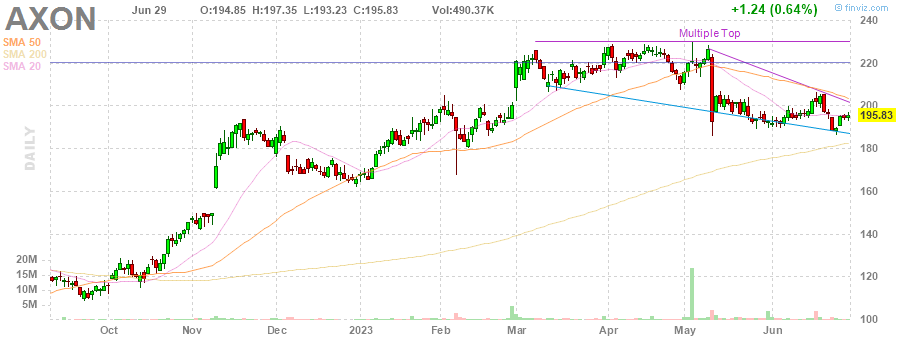 AXON
Jun 29
O:194.85 H:197.35 L:193.23 C:195.83 Vol:490.37K
+1.24 (0.64%)
© finviz.com
SMA 50
SMA 200
SMA 20
Multiple Top
DAILY
240
220
200
195.83
180
160
140
120
100
20M
15M
10M
5M
Oct Nov Dec 2023 Feb Mar Apr May Jun